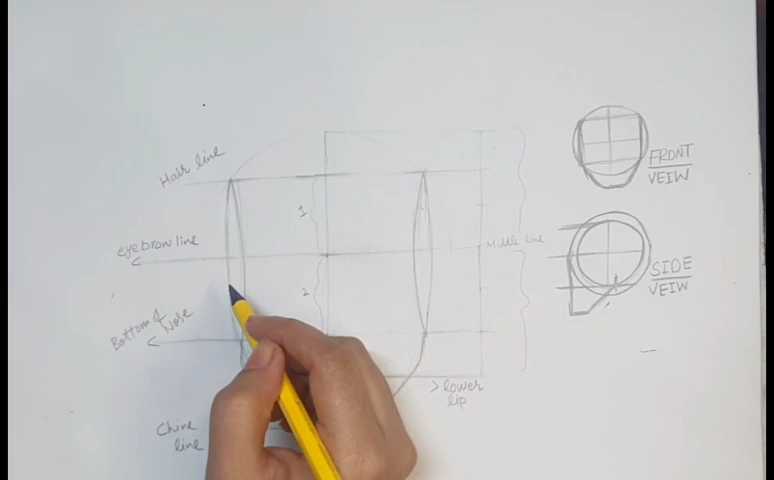 Hair line
FRONT
VEIW
1
eyebrow line
Middle line
SIDE
VEIW
2
Bottom of
Nose
> lower
lip
Chine
line